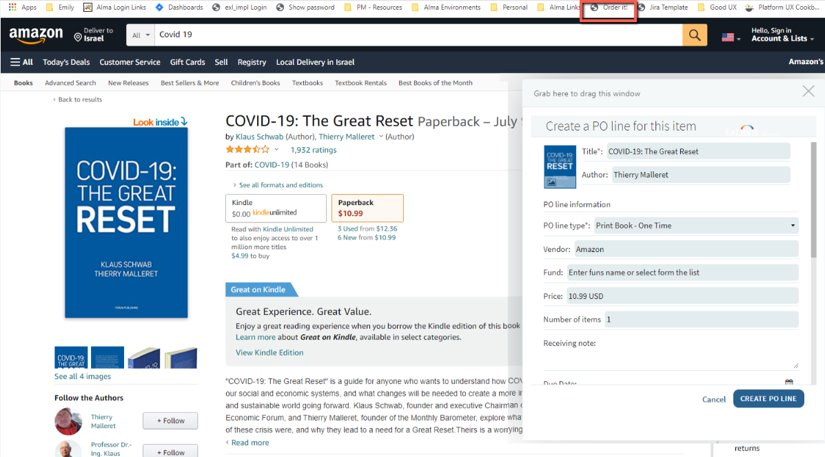 Apps Emily Alma Login Dashboards exl_impl Login Show password PM - Resources Alma Environments Personal Alma Links Order it! Jira Template Good UX Platform UX Cookb...
amazon Deliver to Israel All Covid 19 Hello, Sign in Account & Lists
All Today's Deals Customer Service Gift Cards Sell Registry Local Delivery in Israel Amazon's
Books Advanced Search New Releases Best Sellers & More Children's Books Textbooks Textbook Rentals Best Books of the Month
‹ Back to results
Look inside
COVID-19: THE GREAT RESET
KLAUS SCHWAB
THIERRY MALLERET
See all 4 images
Follow the Authors
Thierry Malleret + Follow
Professor Dr.-Ing. Klaus + Follow
COVID-19: The Great Reset Paperback – July
by Klaus Schwab (Author), Thierry Malleret (Author)
1,932 ratings
Part of: COVID-19 (14 Books)
› See all formats and editions
Kindle
$0.00 kindleunlimited
Paperback
$10.99
Read with Kindle Unlimited
to also enjoy access to over 1
million more titles
$4.99 to buy
3 Used from $12.36
6 New from $10.99
Great on Kindle
Great Experience. Great Value.
Enjoy a great reading experience when you borrow the Kindle edition of this book
Learn more about Great on Kindle, available in select categories.
View Kindle Edition
"COVID-19: The Great Reset" is a guide for anyone who wants to understand how COV
our social and economic systems, and what changes will be needed to create a more in
and sustainable world going forward. Klaus Schwab, founder and executive Chairman o
Economic Forum, and Thierry Malleret, founder of the Monthly Barometer, explore what
of these crisis were, and why they lead to a need for a Great Reset.Theirs is a worrying
› Read more
Grab here to drag this window
Create a PO line for this item
COVID-19: THE GREAT RESET
Title*: COVID-19: The Great Reset
Author: Thierry Malleret
PO line information
PO line type*: Print Book - One Time
Vendor: Amazon
Fund: Enter funs name or select form the list
Price: 10.99 USD
Number of items 1
Receiving note:
Due Date:
Cancel CREATE PO LINE
returns